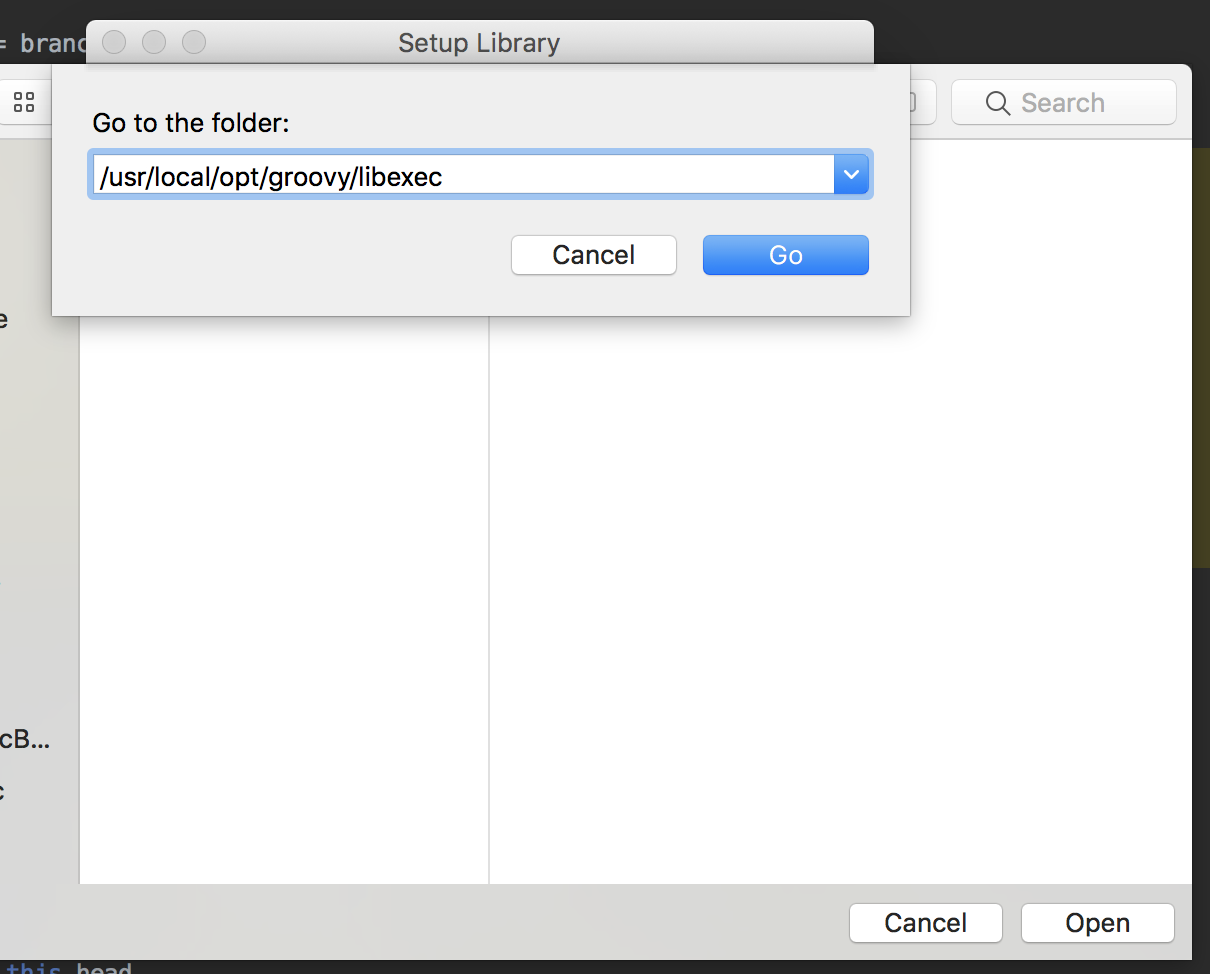 = branc
Setup Library
Search
Go to the folder:
/usr/local/opt/groovy/libexec
Cancel
Go
e
cB...
c
Cancel
Open
this head